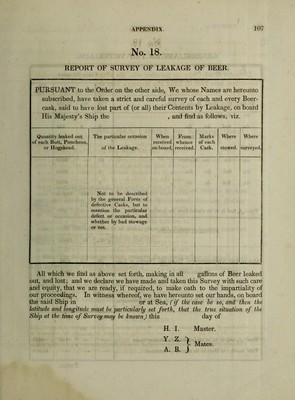 APPENDIX. 107
No. 18.
REPORT OF SURVEY OF LEAKAGE OF BEER.
PURSUANT to the Order on the other side, We whose Names are hereunto
subscribed, have taken a strict and careful survey of each and every Beer-
cask, said to have lost part of (or all) their Contents by Leakage, on board
His Majesty's Ship the , and find as follows, viz.
Quantity leaked out
of each Butt, Puncheon,
or Hogshead.
The particular occasion
of the Leakage.
When
received
on board.
From
whence
received.
Marks
of each
Cask.
Where
stowed.
Where
surveyed.
Not to be described
by the general Form of
defective Casks, but to
mention the particular
defect or occasion, and
whether by bad stowage
or not.
All which we find as above set forth, making in all gallons of Beer leaked
out, and lost; and we declare we have made and taken this Survey with such care
and equity, that we are ready, if required, to make oath to the impartiality of
our proceedings. In witness whereof, we have hereunto set our hands, on board
the said Ship in or at Sea, (if the case be so, and then the
latitude and longitude must be particularly set forth, that the true situation of the
Ship at the time of Survey may be known) this day of
H. I. Master.
Y. Z. } Mates.
A. B.